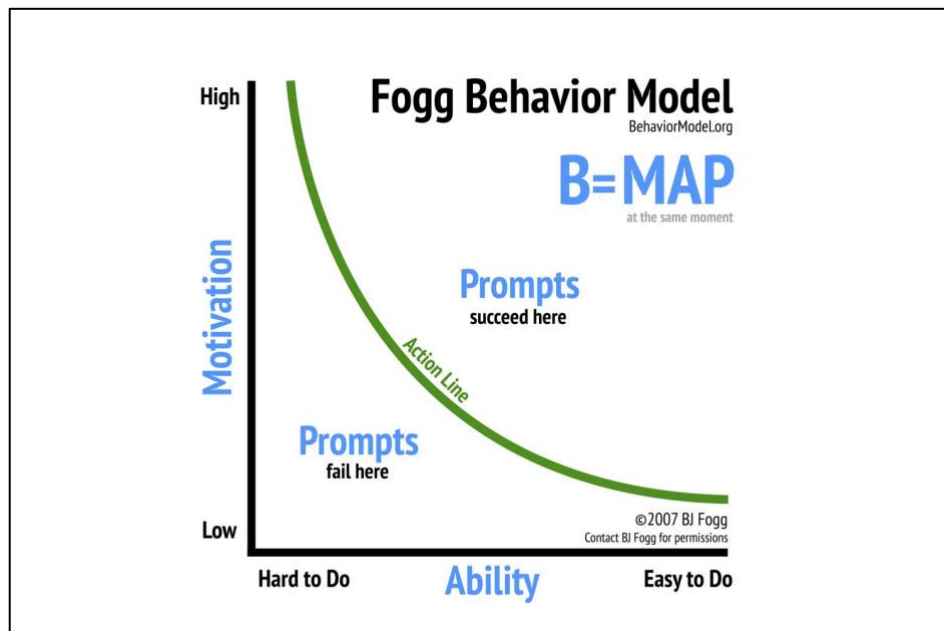 Fogg Behavior Model
BehaviorModel.org
B=MAP
at the same moment
High
Motivation
Low
Prompts
succeed here
Action Line
Prompts
fail here
©2007 BJ Fogg
Contact BJ Fogg for permissions
Hard to Do
Ability
Easy to Do